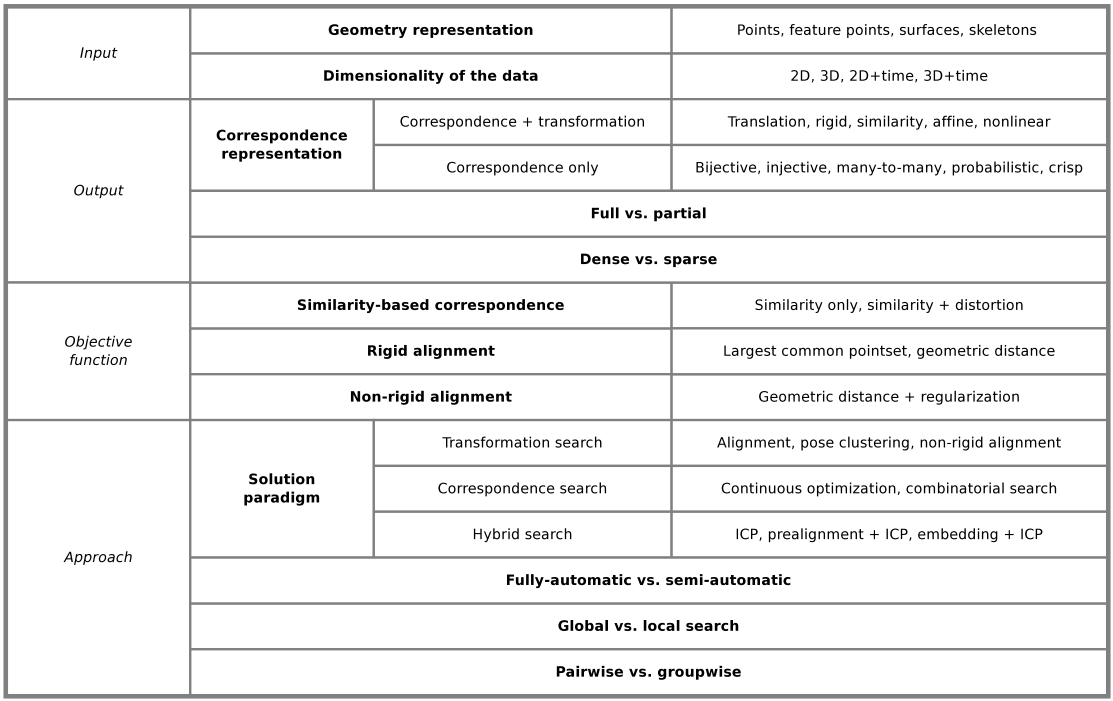 Input
Geometry representation
Points, feature points, surfaces, skeletons
Dimensionality of the data
2D, 3D, 2D+time, 3D+time
Output
Correspondence
representation
Correspondence + transformation
Translation, rigid, similarity, affine, nonlinear
Correspondence only
Bijective, injective, many-to-many, probabilistic, crisp
Full vs. partial
Dense vs. sparse
Objective
function
Similarity-based correspondence
Similarity only, similarity + distortion
Rigid alignment
Largest common pointset, geometric distance
Non-rigid alignment
Geometric distance + regularization
Approach
Solution
paradigm
Transformation search
Alignment, pose clustering, non-rigid alignment
Correspondence search
Continuous optimization, combinatorial search
Hybrid search
ICP, prealignment + ICP, embedding + ICP
Fully-automatic vs. semi-automatic
Global vs. local search
Pairwise vs. groupwise